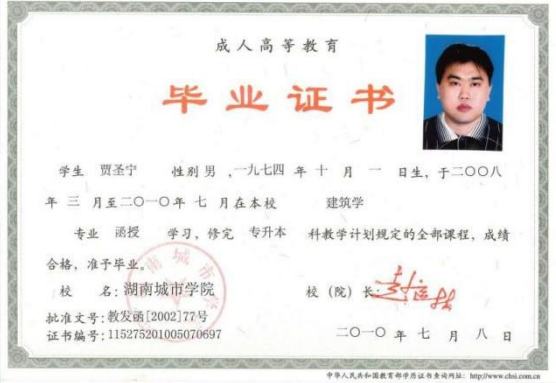 成人高等教育
毕业证书
学生 贾圣宁 性别 男 ,一九七四 年 十 月 一 日生,于二〇〇八
年 三 月至二〇一〇年 七 月在本校 建筑学
专业 函授 学习,修完 专升本 科教学计划规定的全部课程,成绩
合格,准予毕业。
校 名:湖南城市学院 校(院)长:
批准文号:教发函[2002]77号
证书编号:115275201005070697 二〇一〇 年 七 月 八 日
中华人民共和国教育部学历证书查询网址:http://www.chsi.com.cn